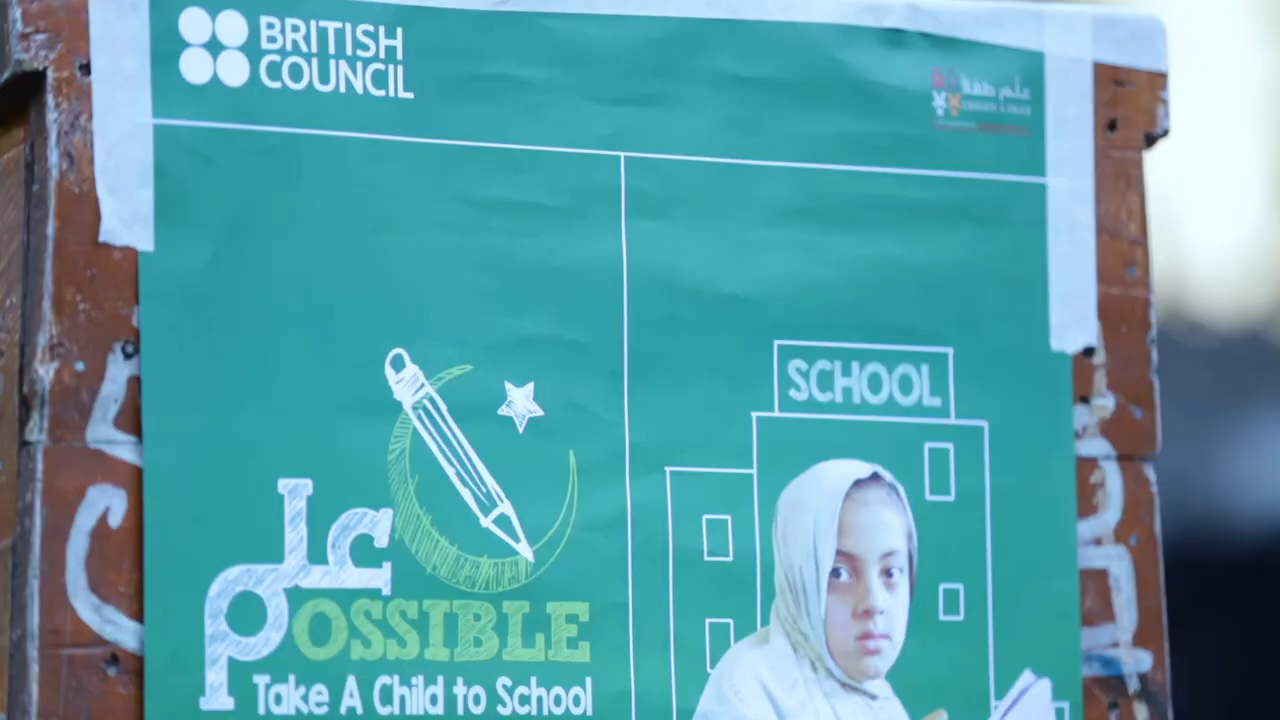 BRITISH
COUNCIL
SCHOOL
علم
POSSIBLE
Take A Child to School